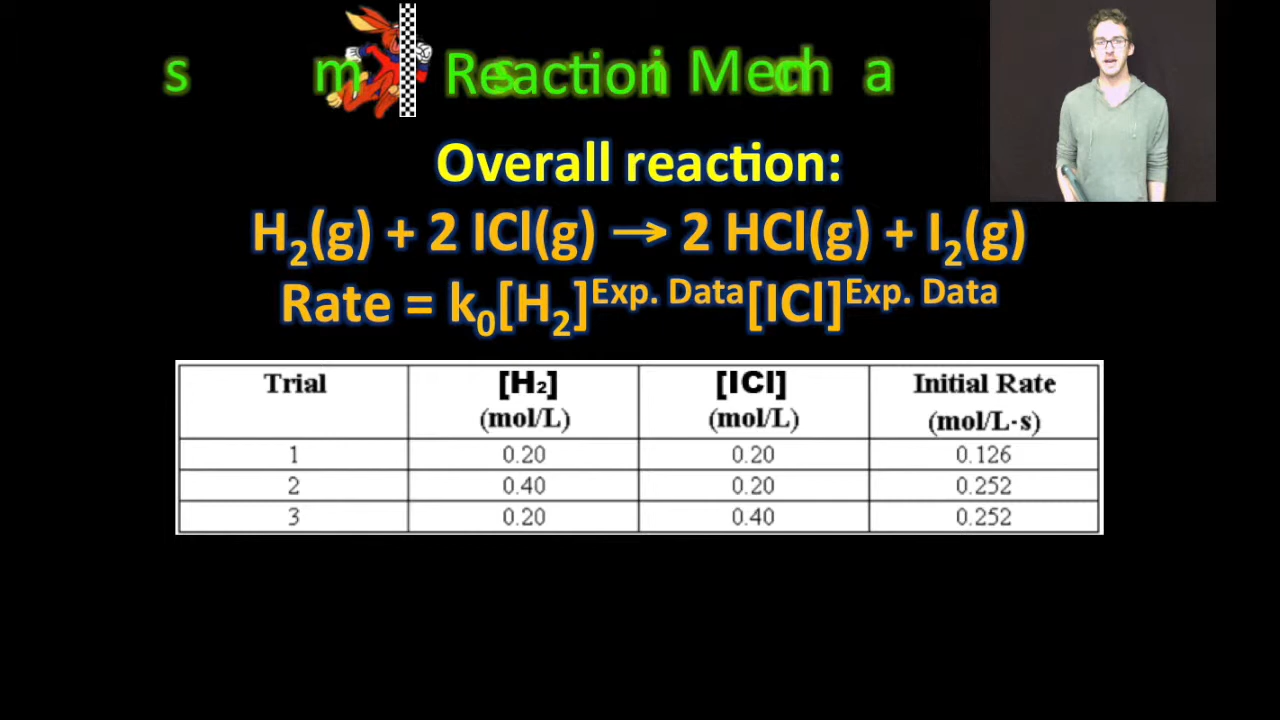 Reaction Mech
Overall reaction:
H₂(g) + 2 ICl(g) → 2 HCl(g) + I₂(g)
Rate = k₀[H₂]^Exp. Data[ICl]^Exp. Data
Trial [H₂] (mol/L) [ICl] (mol/L) Initial Rate (mol/L·s)
1 0.20 0.20 0.126
2 0.40 0.20 0.252
3 0.20 0.40 0.252